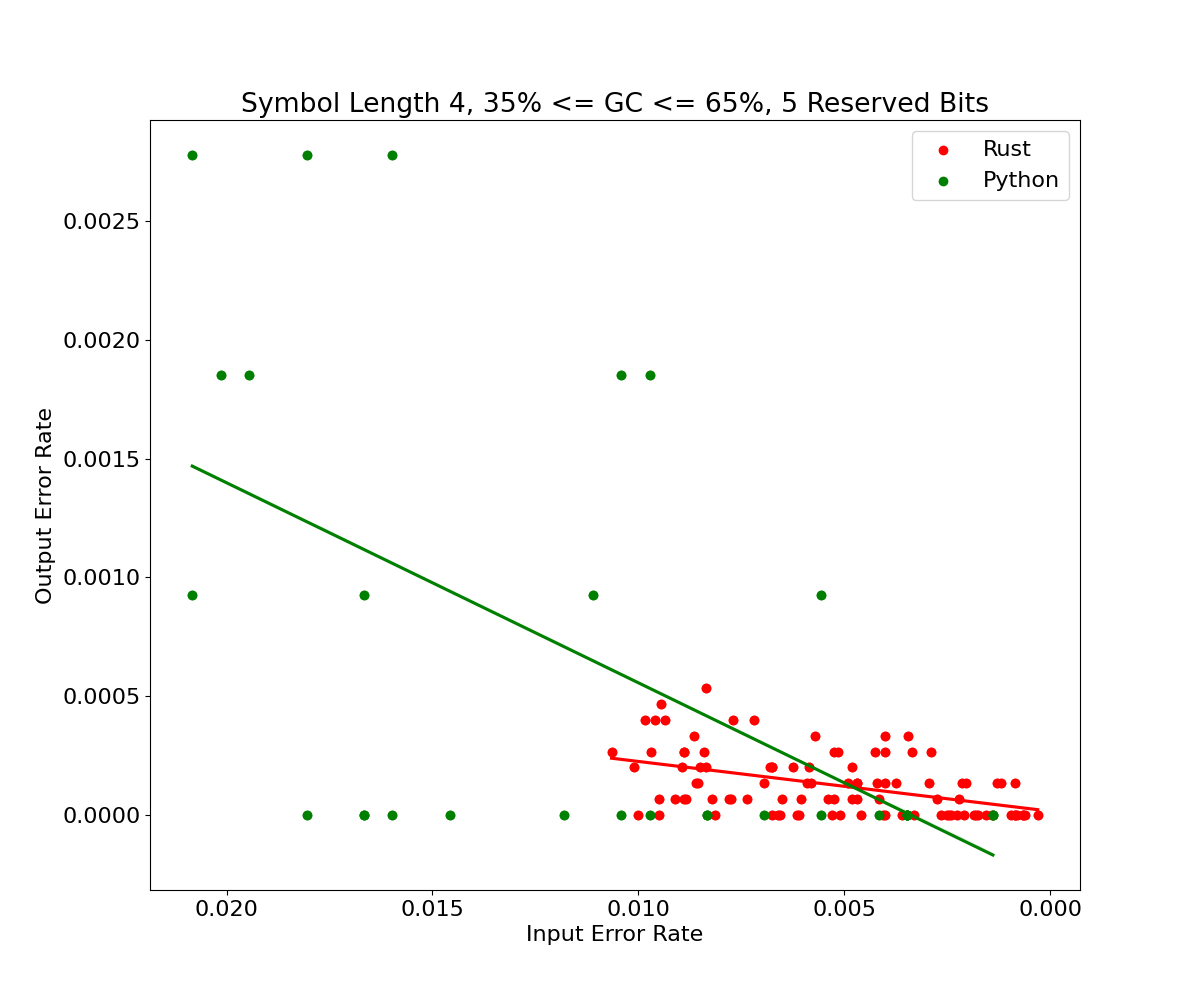 Symbol Length 4, 35% <= GC <= 65%, 5 Reserved Bits
Rust
Python
0.0025
0.0020
0.0015
0.0010
0.0005
0.0000
Output Error Rate
0.020 0.015 0.010 0.005 0.000
Input Error Rate